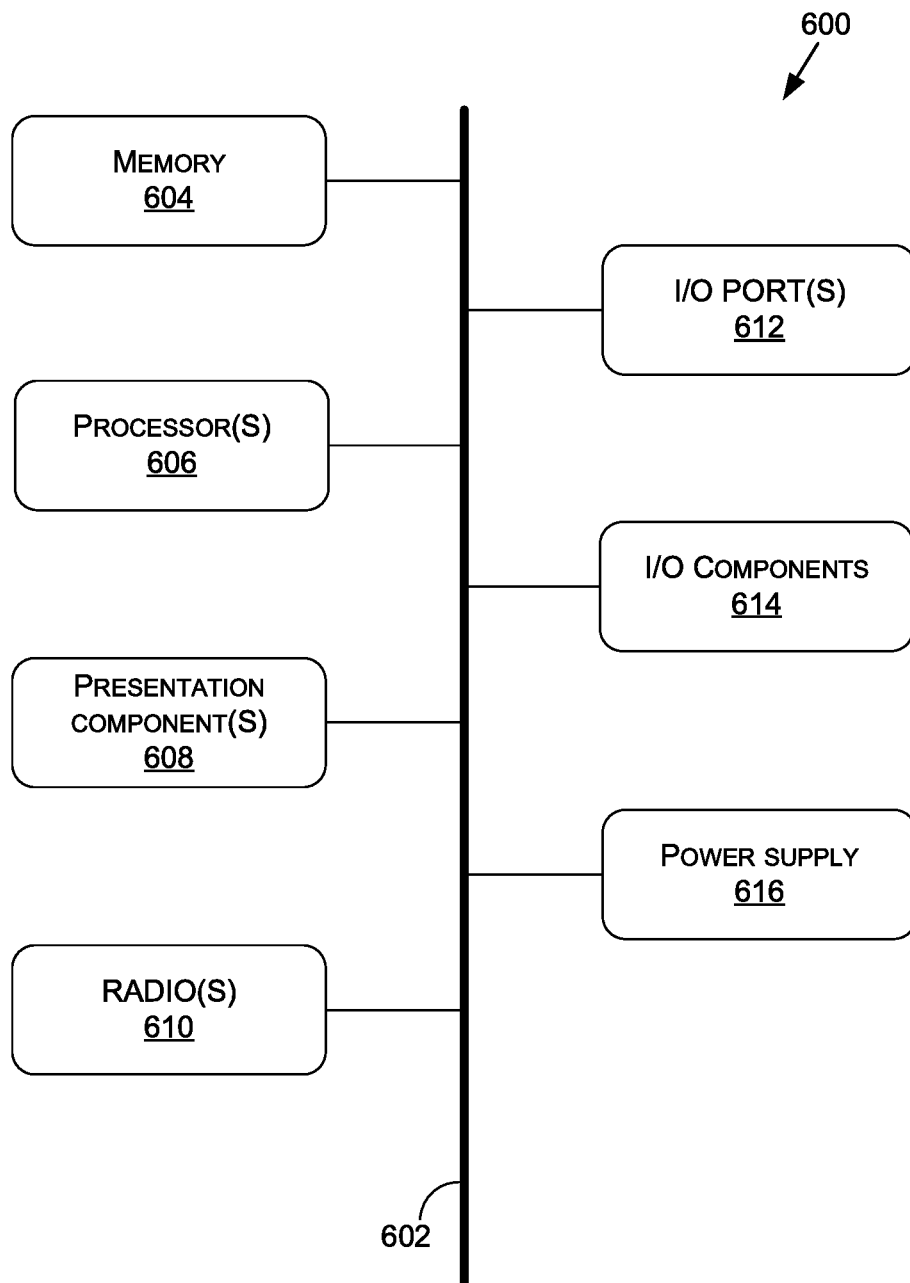 600
MEMORY
604
I/O PORT(S)
612
PROCESSOR(S)
606
I/O COMPONENTS
614
PRESENTATION
COMPONENT(S)
608
POWER SUPPLY
616
RADIO(S)
610
602